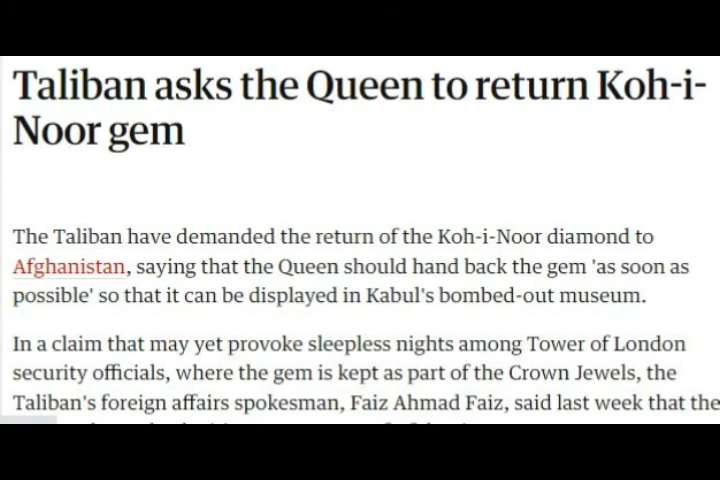 Taliban asks the Queen to return Koh-i-
Noor gem
The Taliban have demanded the return of the Koh-i-Noor diamond to
Afghanistan, saying that the Queen should hand back the gem 'as soon as
possible' so that it can be displayed in Kabul's bombed-out museum.
In a claim that may yet provoke sleepless nights among Tower of London
security officials, where the gem is kept as part of the Crown Jewels, the
Taliban's foreign affairs spokesman, Faiz Ahmad Faiz, said last week that the